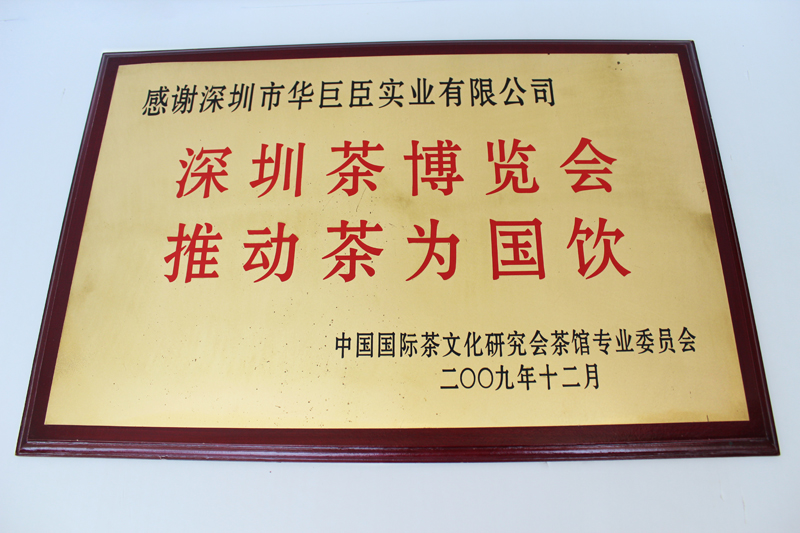 感谢深圳市华巨臣实业有限公司
深圳茶博览会
推动茶为国饮
中国国际茶文化研究会茶馆专业委员会
二〇〇九年十二月